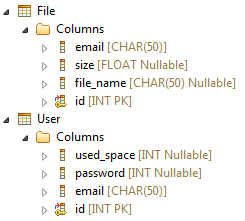 File
Columns
email [CHAR(50)]
size [FLOAT Nullable]
file_name [CHAR(50) Nullable]
id [INT PK]
User
Columns
used_space [INT Nullable]
password [INT Nullable]
email [CHAR(50)]
id [INT PK]